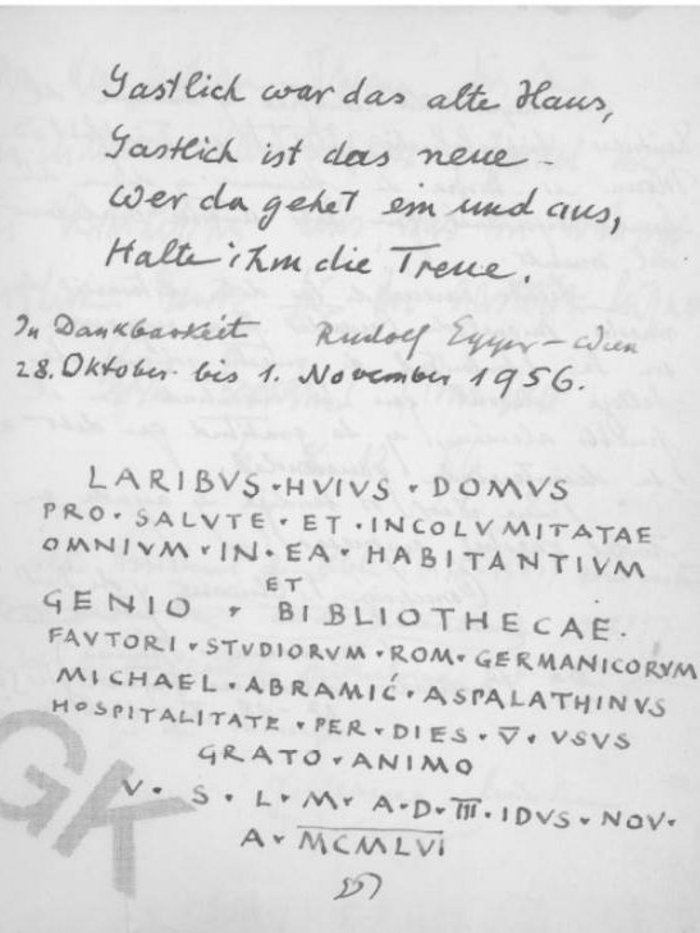 Gastlich war das alte Haus,
Gastlich ist das neue.
Wer da gehet ein und aus,
Halte ihm die Treue.
In Dankbarkeit Rudolf Egger – Wien
28. Oktober bis 1. November 1956.
LARIBVS · HVIVS · DOMVS
PRO · SALVTE · ET · INCOLVMITATAE
OMNIVM · IN · EA · HABITANTIVM
ET
GENIO · BIBLIOTHECAE ·
FAVTORI · STVDIORVM · ROM · GERMANICORVM
MICHAEL · ABRAMIĆ · ASPALATHINVS
HOSPITALITATE · PER · DIES · V̅ · VSVS
GRATO · ANIMO
V · S · L · M · A · D · I̅I̅I̅ · IDVS · NOV ·
A · M̅C̅M̅L̅V̅I̅
GK